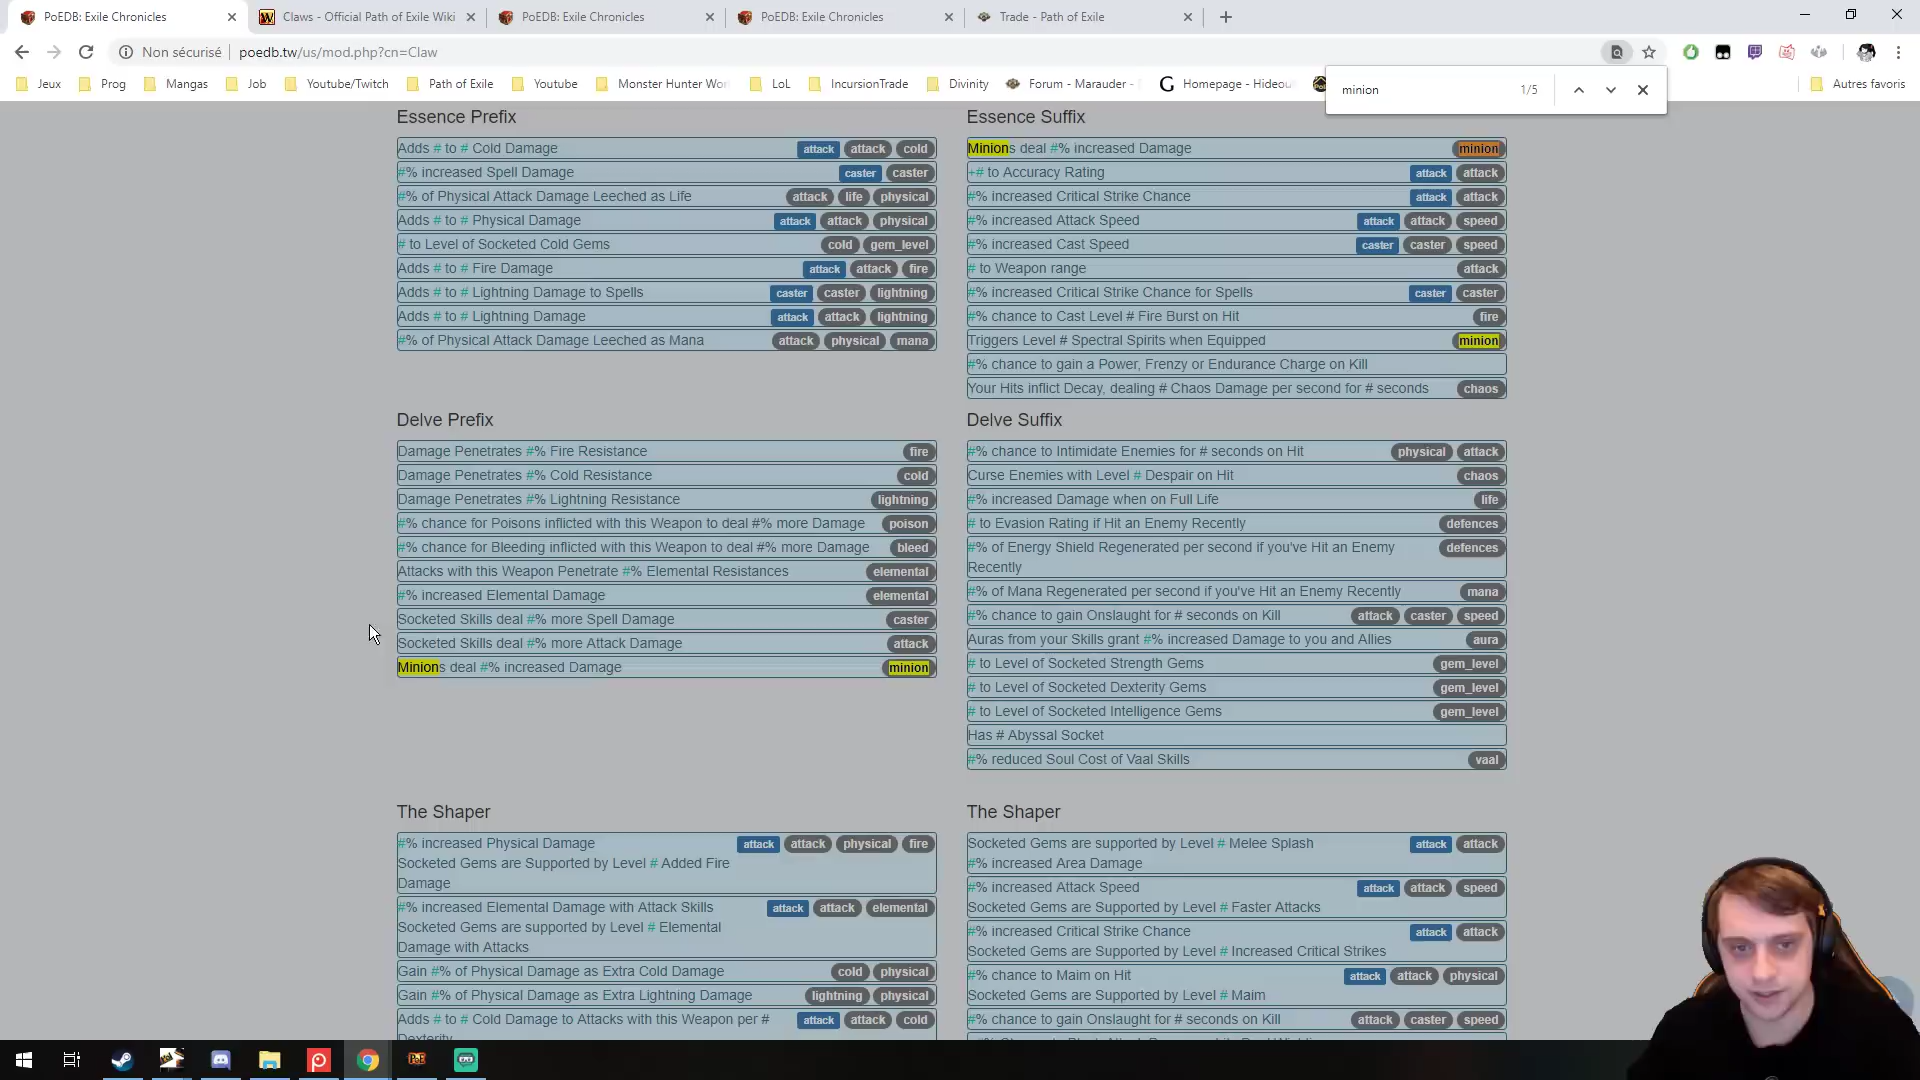 PoEDB: Exile Chronicles
Claws - Official Path of Exile Wiki
PoEDB: Exile Chronicles
PoEDB: Exile Chronicles
Trade - Path of Exile
Non sécurisé
poedb.tw/us/mod.php?cn=Claw
Jeux
Prog
Mangas
Job
Youtube/Twitch
Path of Exile
Youtube
Monster Hunter Wor
LoL
IncursionTrade
Divinity
Forum - Marauder -
Homepage - Hideou
Autres favoris
minion 1/5
Essence Prefix
Adds # to # Cold Damage attack attack cold
#% increased Spell Damage caster caster
#% of Physical Attack Damage Leeched as Life attack life physical
Adds # to # Physical Damage attack attack physical
# to Level of Socketed Cold Gems cold gem_level
Adds # to # Fire Damage attack attack fire
Adds # to # Lightning Damage to Spells caster caster lightning
Adds # to # Lightning Damage attack attack lightning
#% of Physical Attack Damage Leeched as Mana attack physical mana
Essence Suffix
Minions deal #% increased Damage minion
+# to Accuracy Rating attack attack
#% increased Critical Strike Chance attack attack
#% increased Attack Speed attack attack speed
#% increased Cast Speed caster caster speed
# to Weapon range attack
#% increased Critical Strike Chance for Spells caster caster
#% chance to Cast Level # Fire Burst on Hit fire
Triggers Level # Spectral Spirits when Equipped minion
#% chance to gain a Power, Frenzy or Endurance Charge on Kill
Your Hits inflict Decay, dealing # Chaos Damage per second for # seconds chaos
Delve Prefix
Damage Penetrates #% Fire Resistance fire
Damage Penetrates #% Cold Resistance cold
Damage Penetrates #% Lightning Resistance lightning
#% chance for Poisons inflicted with this Weapon to deal #% more Damage poison
#% chance for Bleeding inflicted with this Weapon to deal #% more Damage bleed
Attacks with this Weapon Penetrate #% Elemental Resistances elemental
#% increased Elemental Damage elemental
Socketed Skills deal #% more Spell Damage caster
Socketed Skills deal #% more Attack Damage attack
Minions deal #% increased Damage minion
Delve Suffix
#% chance to Intimidate Enemies for # seconds on Hit physical attack
Curse Enemies with Level # Despair on Hit chaos
#% increased Damage when on Full Life life
# to Evasion Rating if Hit an Enemy Recently defences
#% of Energy Shield Regenerated per second if you've Hit an Enemy defences
Recently
#% of Mana Regenerated per second if you've Hit an Enemy Recently mana
#% chance to gain Onslaught for # seconds on Kill attack caster speed
Auras from your Skills grant #% increased Damage to you and Allies aura
# to Level of Socketed Strength Gems gem_level
# to Level of Socketed Dexterity Gems gem_level
# to Level of Socketed Intelligence Gems gem_level
Has # Abyssal Socket
#% reduced Soul Cost of Vaal Skills vaal
The Shaper
#% increased Physical Damage attack attack physical fire
Socketed Gems are Supported by Level # Added Fire
Damage
#% increased Elemental Damage with Attack Skills attack attack elemental
Socketed Gems are supported by Level # Elemental
Damage with Attacks
Gain #% of Physical Damage as Extra Cold Damage cold physical
Gain #% of Physical Damage as Extra Lightning Damage lightning physical
Adds # to # Cold Damage to Attacks with this Weapon per # attack attack cold
Dexterity
The Shaper
Socketed Gems are supported by Level # Melee Splash attack attack
#% increased Area Damage
#% increased Attack Speed attack attack speed
Socketed Gems are Supported by Level # Faster Attacks
#% increased Critical Strike Chance attack attack
Socketed Gems are Supported by Level # Increased Critical Strikes
#% chance to Maim on Hit attack attack physical
Socketed Gems are Supported by Level # Maim
#% chance to gain Onslaught for # seconds on Kill attack caster speed